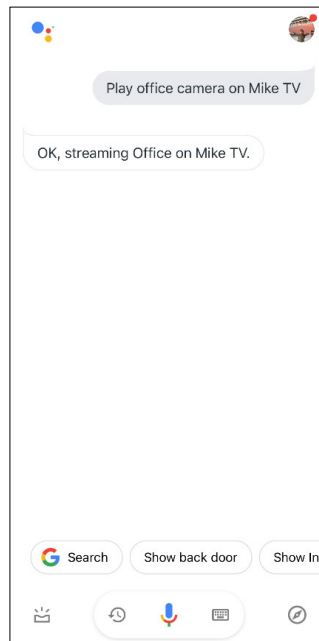 Play office camera on Mike TV
OK, streaming Office on Mike TV.
Search
Show back door
Show In